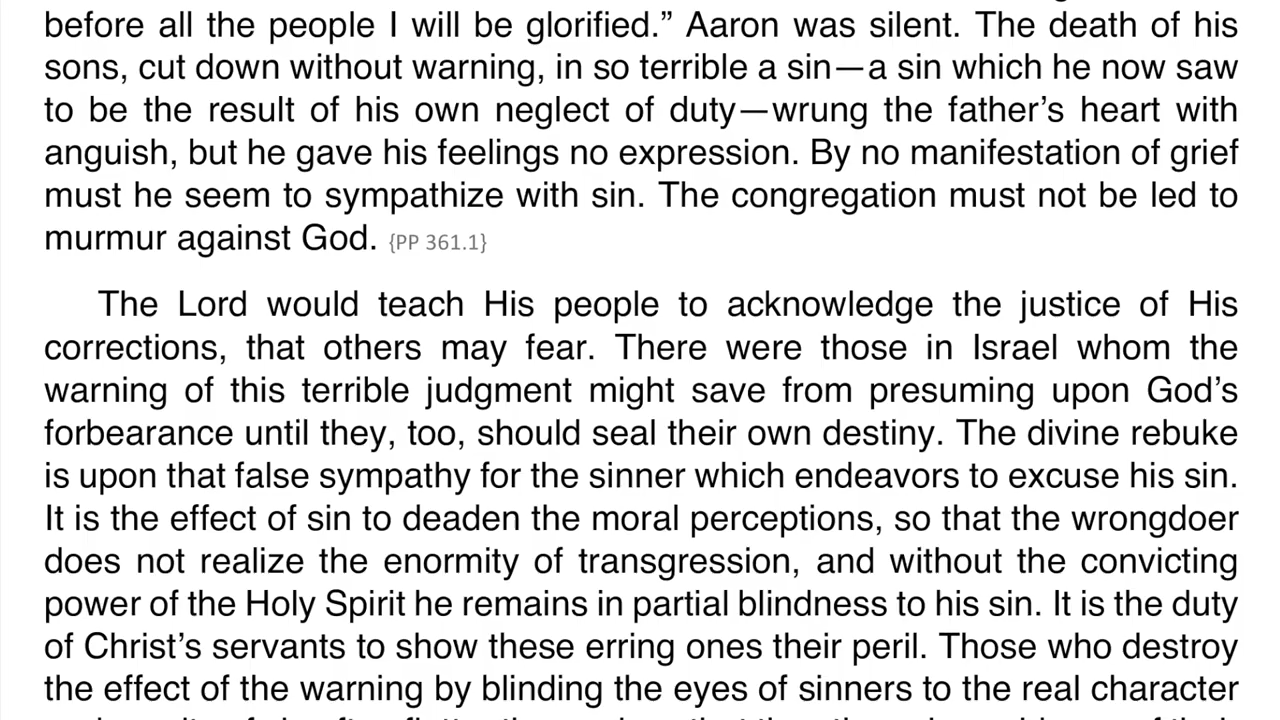 before all the people I will be glorified.” Aaron was silent. The death of his
sons, cut down without warning, in so terrible a sin—a sin which he now saw
to be the result of his own neglect of duty—wrung the father’s heart with
anguish, but he gave his feelings no expression. By no manifestation of grief
must he seem to sympathize with sin. The congregation must not be led to
murmur against God. {PP 361.1}
The Lord would teach His people to acknowledge the justice of His
corrections, that others may fear. There were those in Israel whom the
warning of this terrible judgment might save from presuming upon God’s
forbearance until they, too, should seal their own destiny. The divine rebuke
is upon that false sympathy for the sinner which endeavors to excuse his sin.
It is the effect of sin to deaden the moral perceptions, so that the wrongdoer
does not realize the enormity of transgression, and without the convicting
power of the Holy Spirit he remains in partial blindness to his sin. It is the duty
of Christ’s servants to show these erring ones their peril. Those who destroy
the effect of the warning by blinding the eyes of sinners to the real character